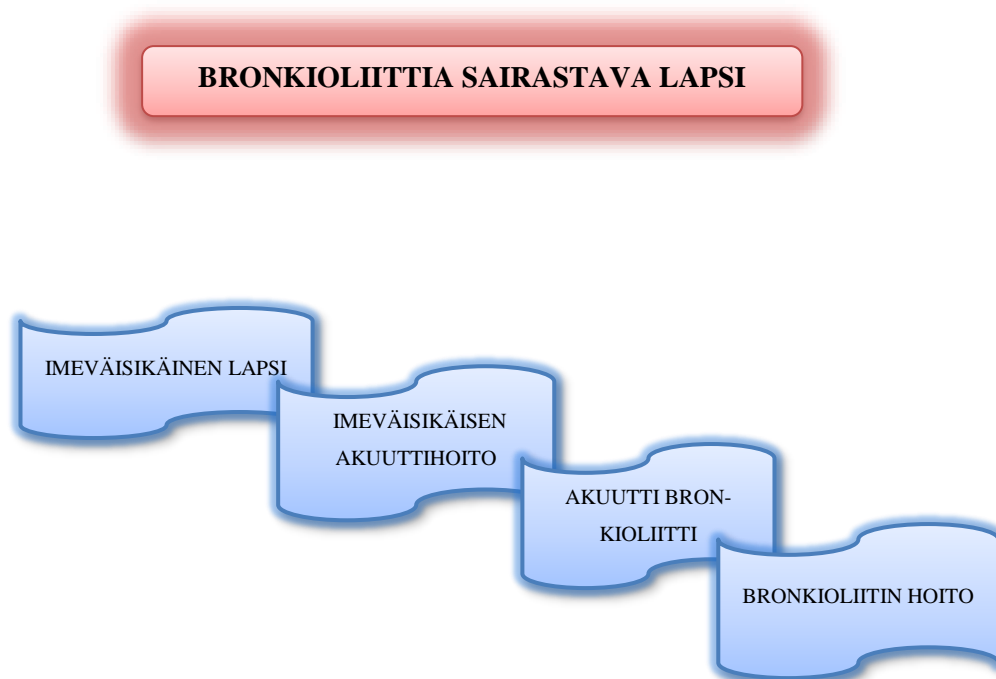 BRONKIOLIITTIA SAIRASTAVA LAPSI
IMEVÄISIKÄINEN LAPSI
IMEVÄISIKÄISEN
AKUUTTIHOITO
AKUUTTI BRON-
KIOLIITTI
BRONKIOLIITIN HOITO